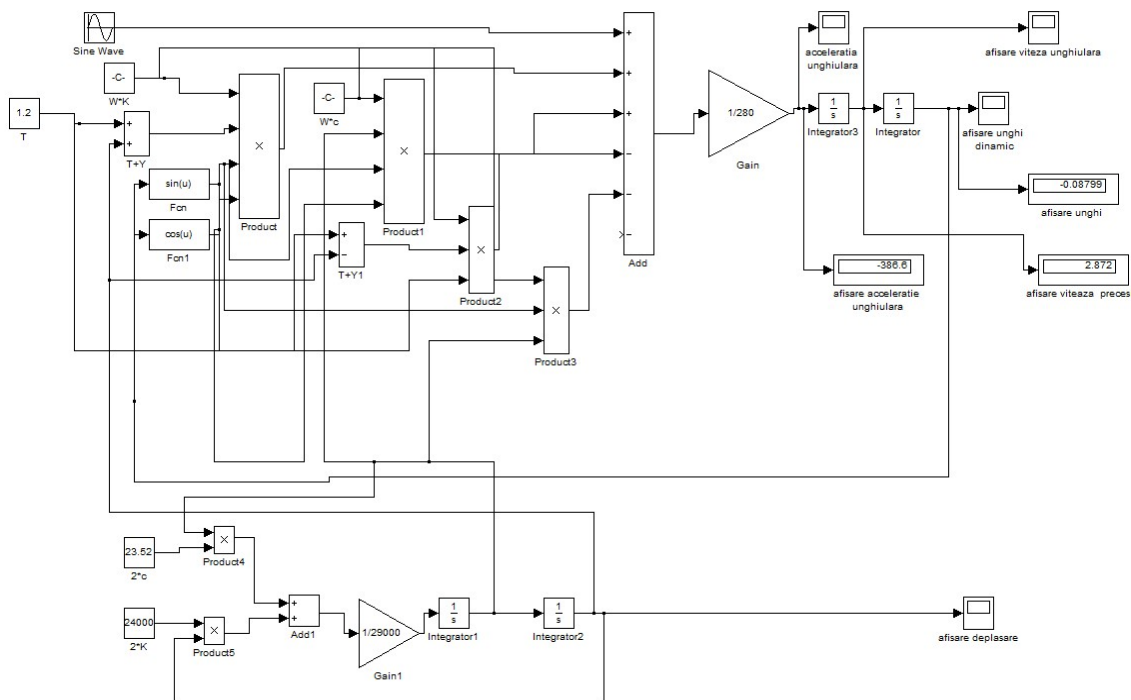 Sine Wave
-C-
W*K
1.2
T
+
+
T+Y
sin(u)
Fcn
cos(u)
Fcn1
×
Product
-C-
W*c
×
Product1
+
−
T+Y1
×
Product2
×
Product3
+
+
+
−
−
−
Add
1/280
Gain
acceleratia
unghiulara
1
s
Integrator3
1
s
Integrator
afisare viteza unghiulara
afisare unghi
dinamic
-0.08799
afisare unghi
-386.6
afisare acceleratie
unghiulara
2.872
afisare viteaza preces
23.52
2*c
×
Product4
24000
2*K
×
Product5
+
+
Add1
1/29000
Gain1
1
s
Integrator1
1
s
Integrator2
afisare deplasare